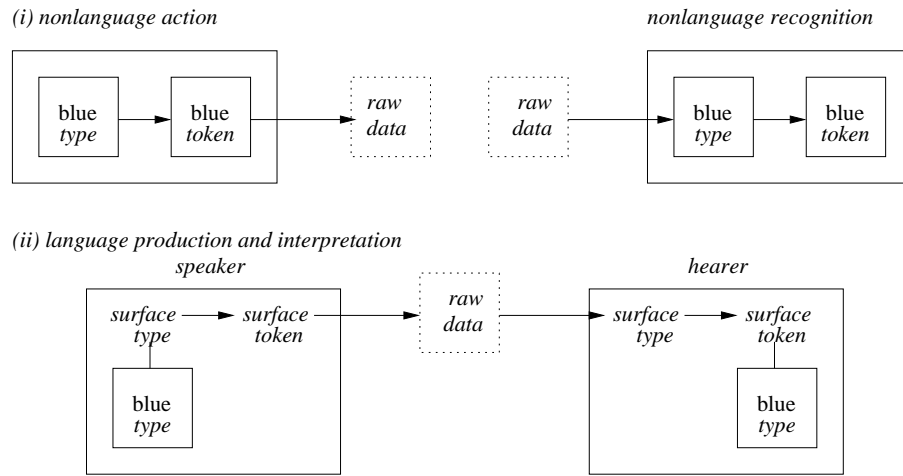 (i) nonlanguage action
nonlanguage recognition
blue
type
blue
token
raw
data
raw
data
blue
type
blue
token
(ii) language production and interpretation
speaker
hearer
surface
type
surface
token
raw
data
surface
type
surface
token
blue
type
blue
type